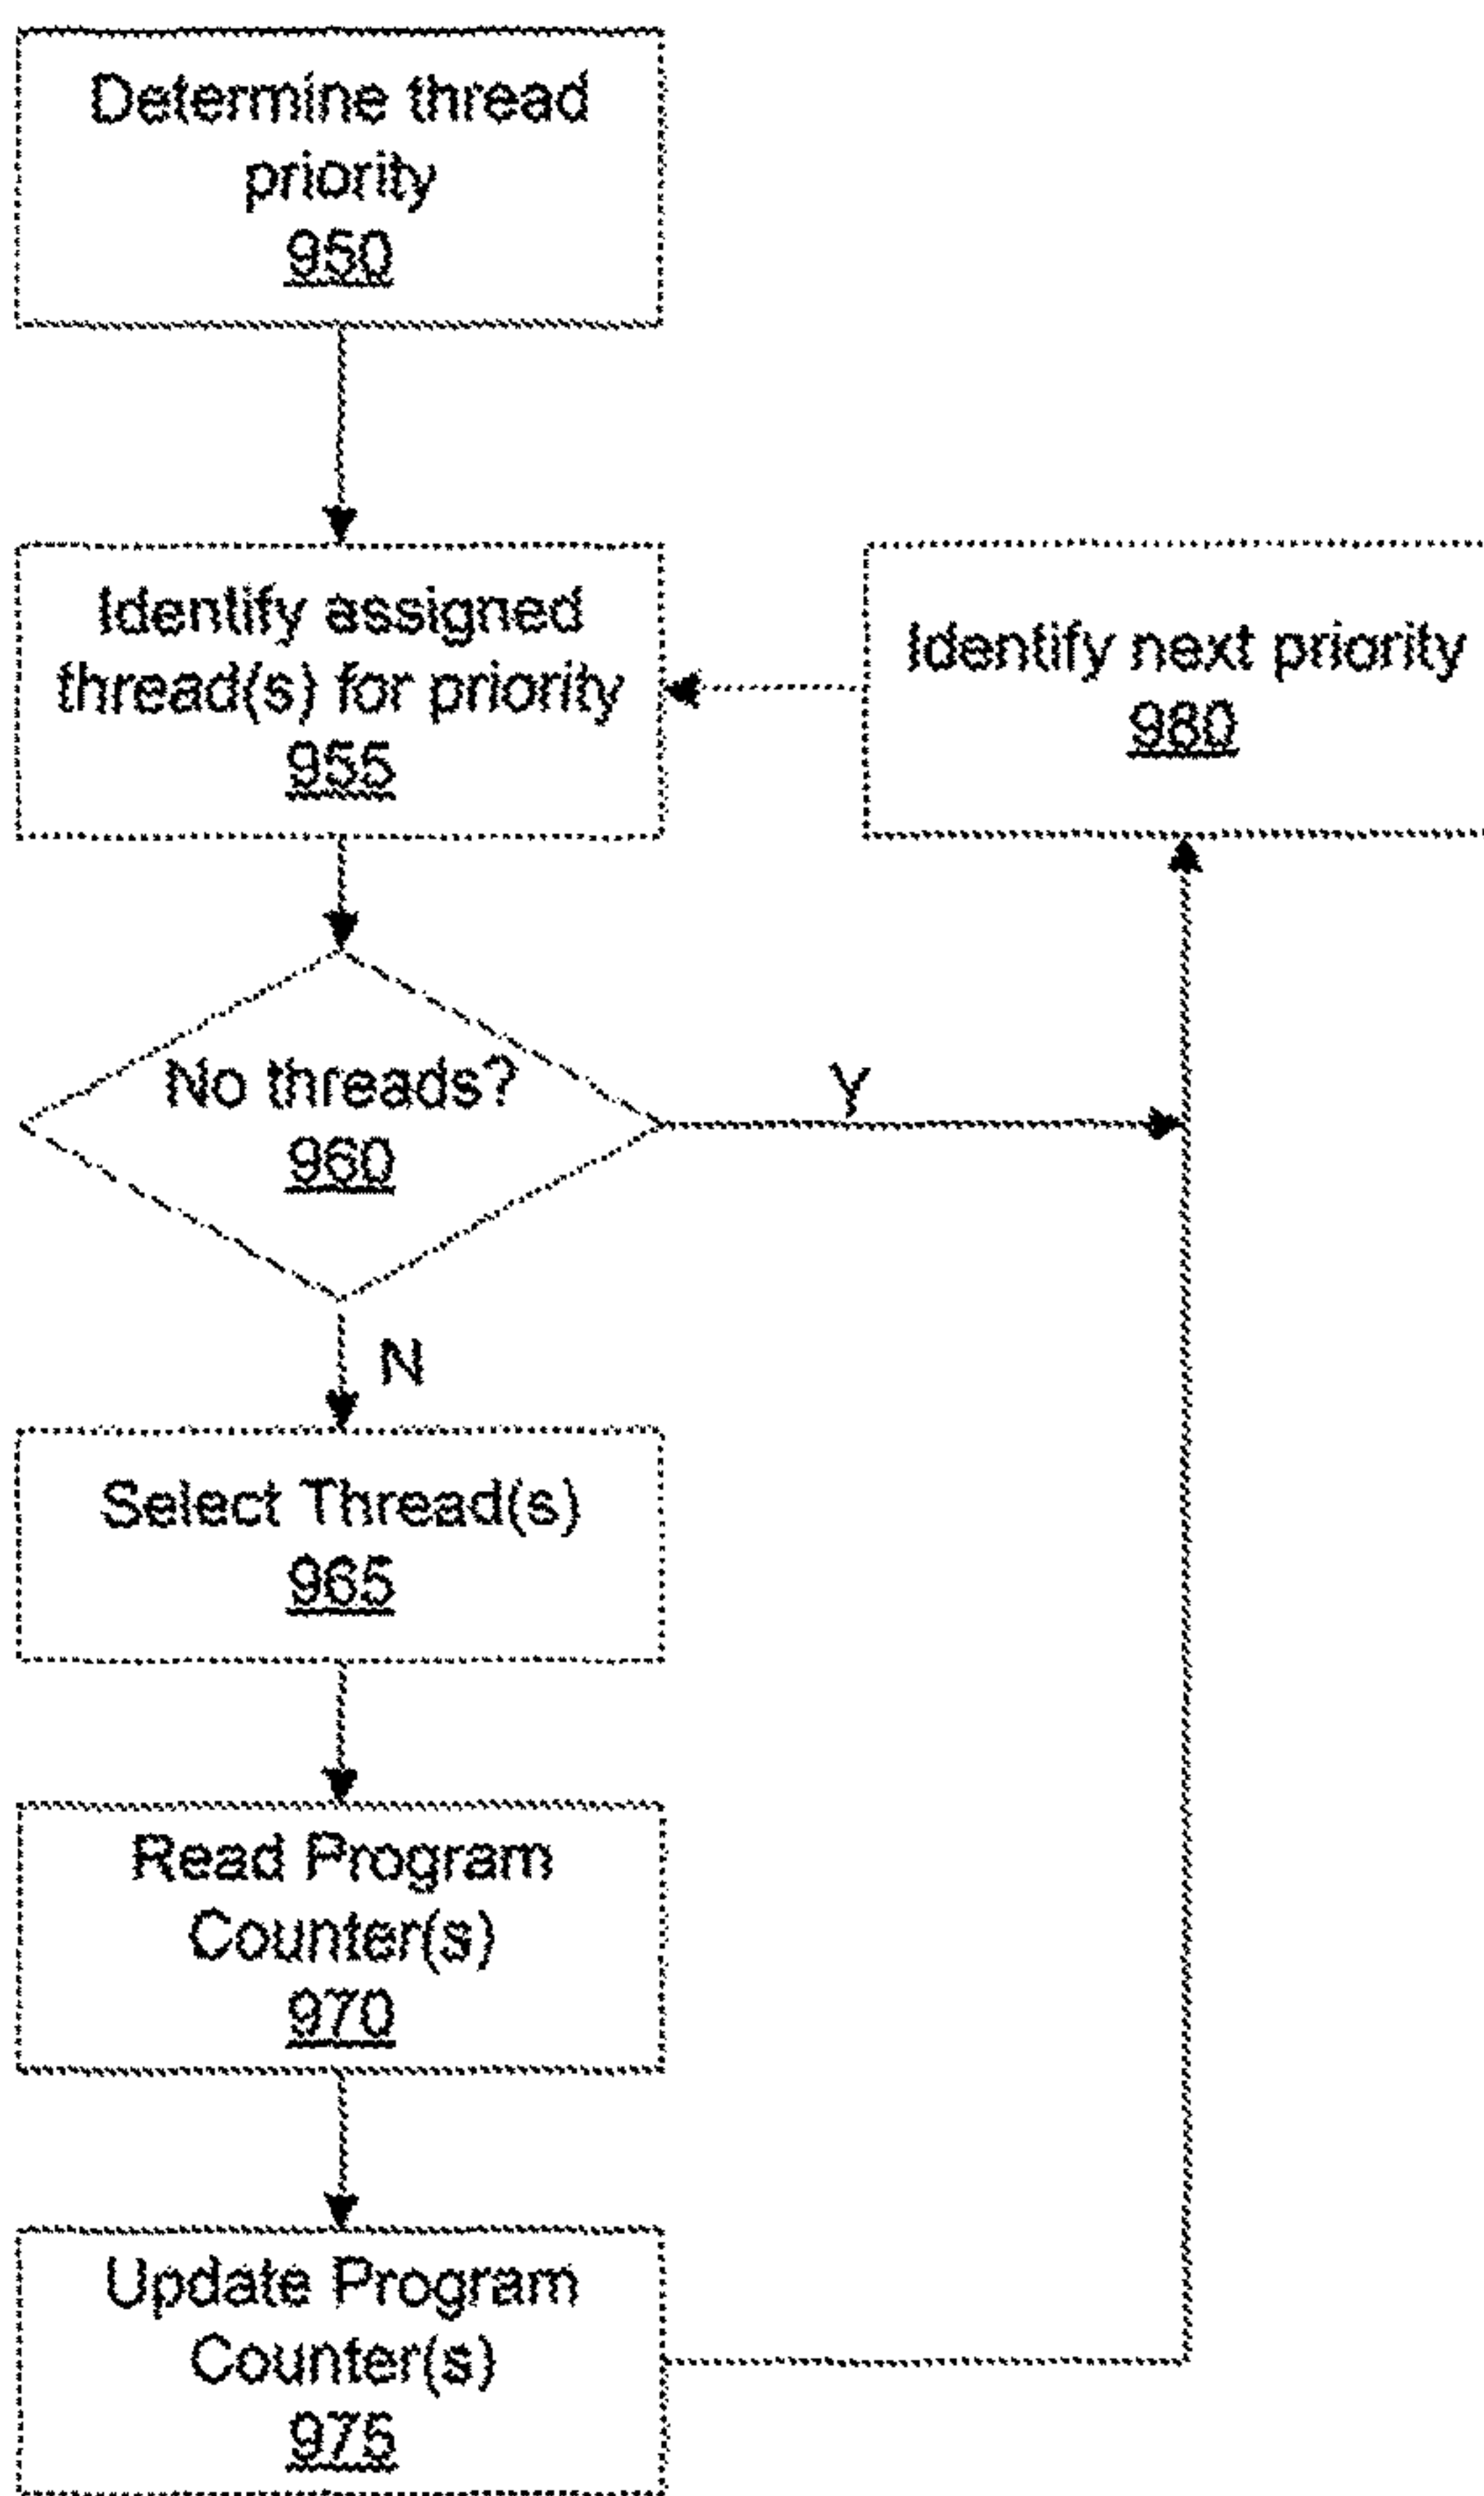 Determine thread
priority
950
Identify assigned
thread(s) for priority
955
Identify next priority
980
No threads?
960
Y
N
Select Thread(s)
965
Read Program
Counter(s)
970
Update Program
Counter(s)
975